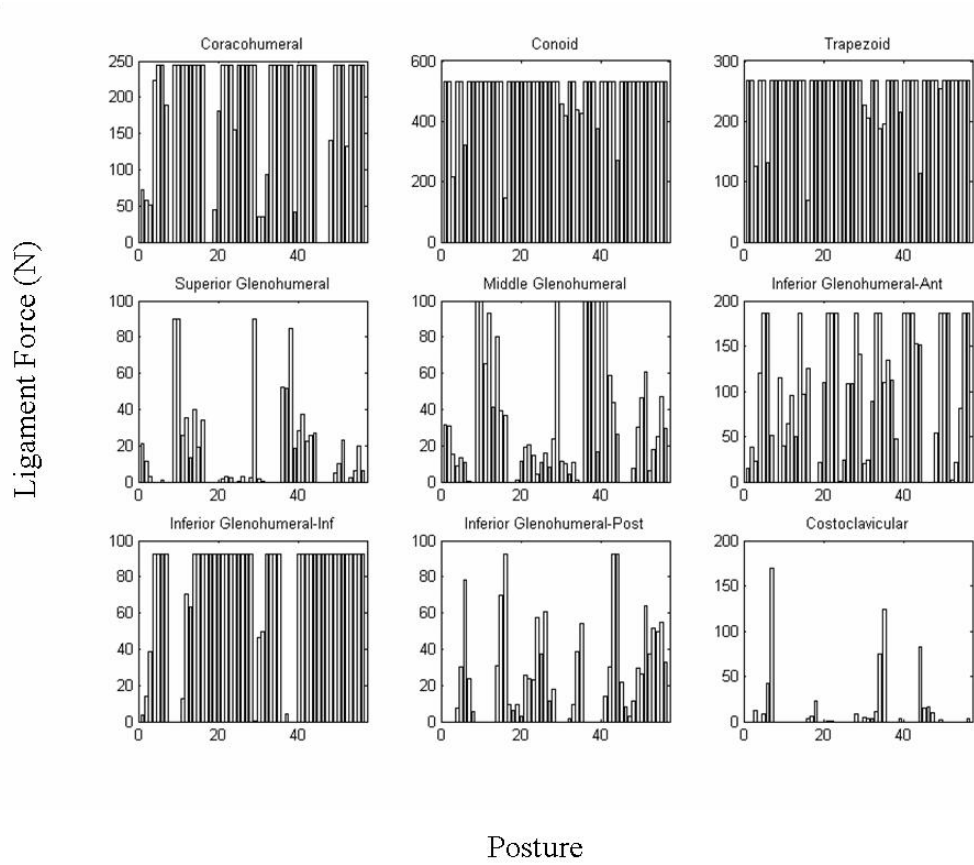 Coracohumeral
250
200
150
100
50
0
0 20 40
Conoid
600
400
200
0
0 20 40
Trapezoid
300
200
100
0
0 20 40
Superior Glenohumeral
100
80
60
40
20
0
0 20 40
Middle Glenohumeral
100
80
60
40
20
0
0 20 40
Inferior Glenohumeral-Ant
200
150
100
50
0
0 20 40
Inferior Glenohumeral-Inf
100
80
60
40
20
0
0 20 40
Inferior Glenohumeral-Post
100
80
60
40
20
0
0 20 40
Costoclavicular
200
150
100
50
0
0 20 40
Ligament Force (N)
Posture